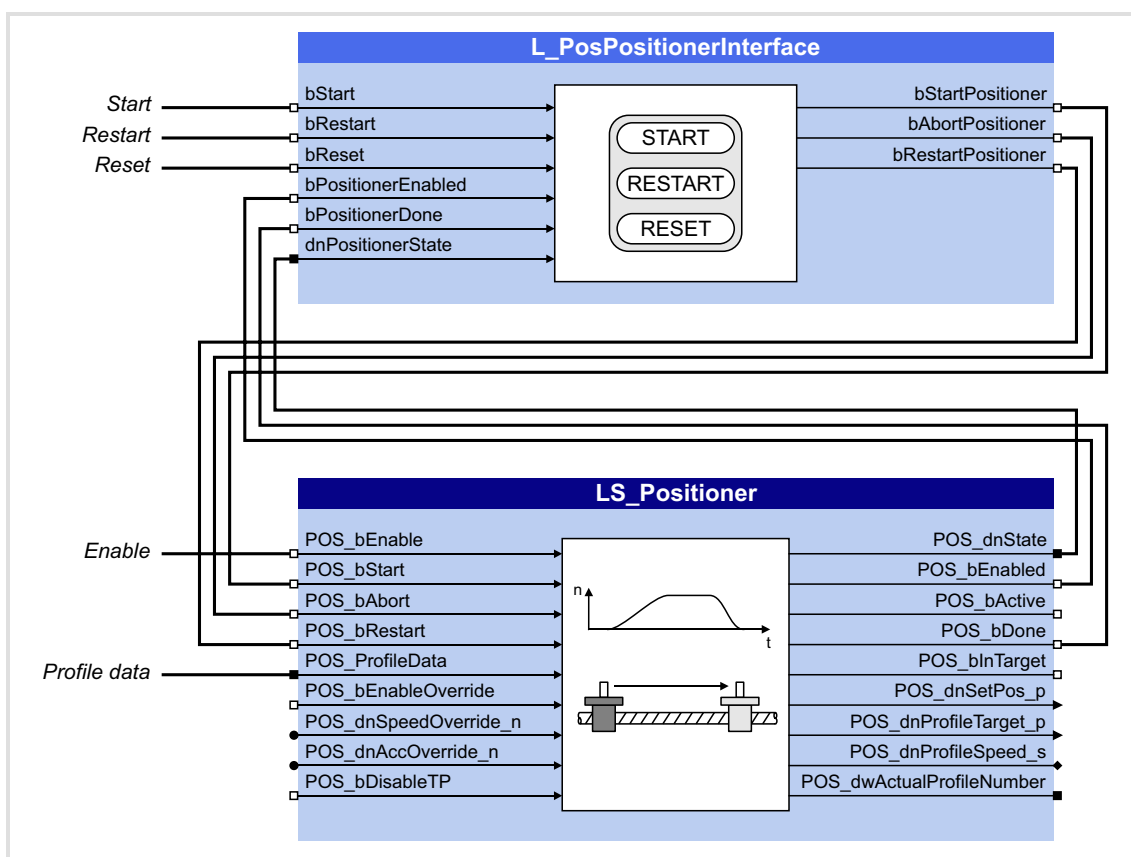 L_PosPositionerInterface
Start
Restart
Reset
bStart
bRestart
bReset
bPositionerEnabled
bPositionerDone
dnPositionerState
START
RESTART
RESET
bStartPositioner
bAbortPositioner
bRestartPositioner
LS_Positioner
Enable
Profile data
POS_bEnable
POS_bStart
POS_bAbort
POS_bRestart
POS_ProfileData
POS_bEnableOverride
POS_dnSpeedOverride_n
POS_dnAccOverride_n
POS_bDisableTP
n
t
POS_dnState
POS_bEnabled
POS_bActive
POS_bDone
POS_bInTarget
POS_dnSetPos_p
POS_dnProfileTarget_p
POS_dnProfileSpeed_s
POS_dwActualProfileNumber